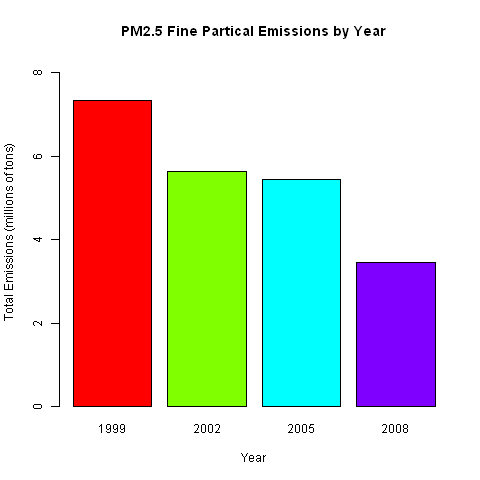 PM2.5 Fine Partical Emissions by Year
Total Emissions (millions of tons)
8
6
4
2
0
1999 2002 2005 2008
Year